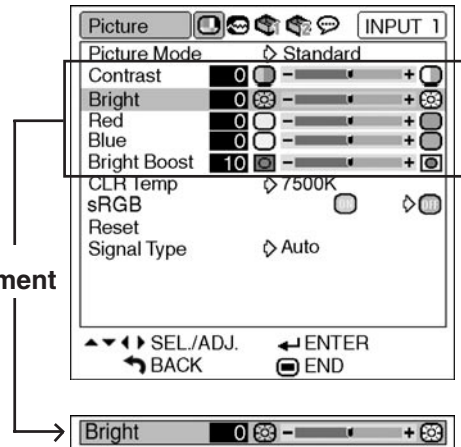 Picture INPUT 1
Picture Mode Standard
Contrast 0 - +
Bright 0 - +
Red 0 - +
Blue 0 - +
Bright Boost 10 - +
CLR Temp 7500K
sRGB
Reset
Signal Type Auto
ment
SEL./ADJ. ENTER
BACK END
Bright 0 - +